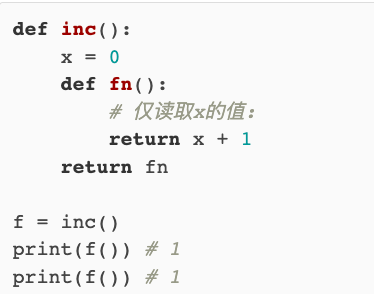 def inc():
    x = 0
    def fn():
        # 仅读取x的值:
        return x + 1
    return fn

f = inc()
print(f()) # 1
print(f()) # 1